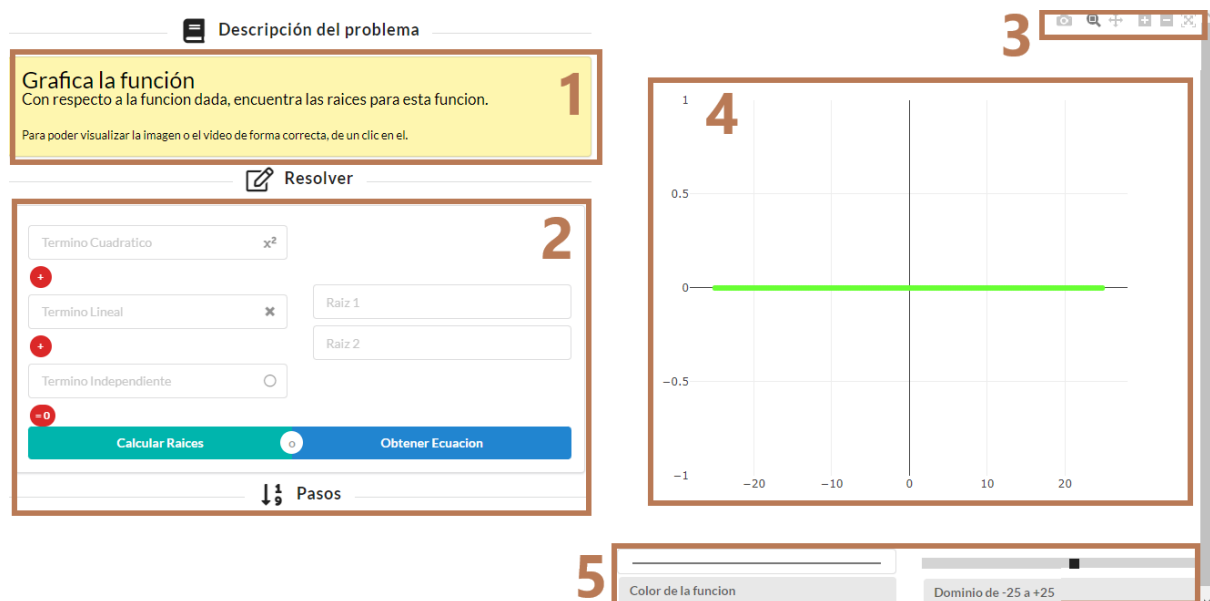 Descripción del problema
Grafica la función
Con respecto a la funcion dada, encuentra las raices para esta funcion.
Para poder visualizar la imagen o el video de forma correcta, de un clic en el.
1
Resolver
2
Termino Cuadratico x²
+
Termino Lineal ×
+
Termino Independiente
= 0
Raiz 1
Raiz 2
Calcular Raices o Obtener Ecuacion
Pasos
3
4
1
0.5
0
−0.5
−1
−20 −10 0 10 20
5
Color de la funcion
Dominio de -25 a +25